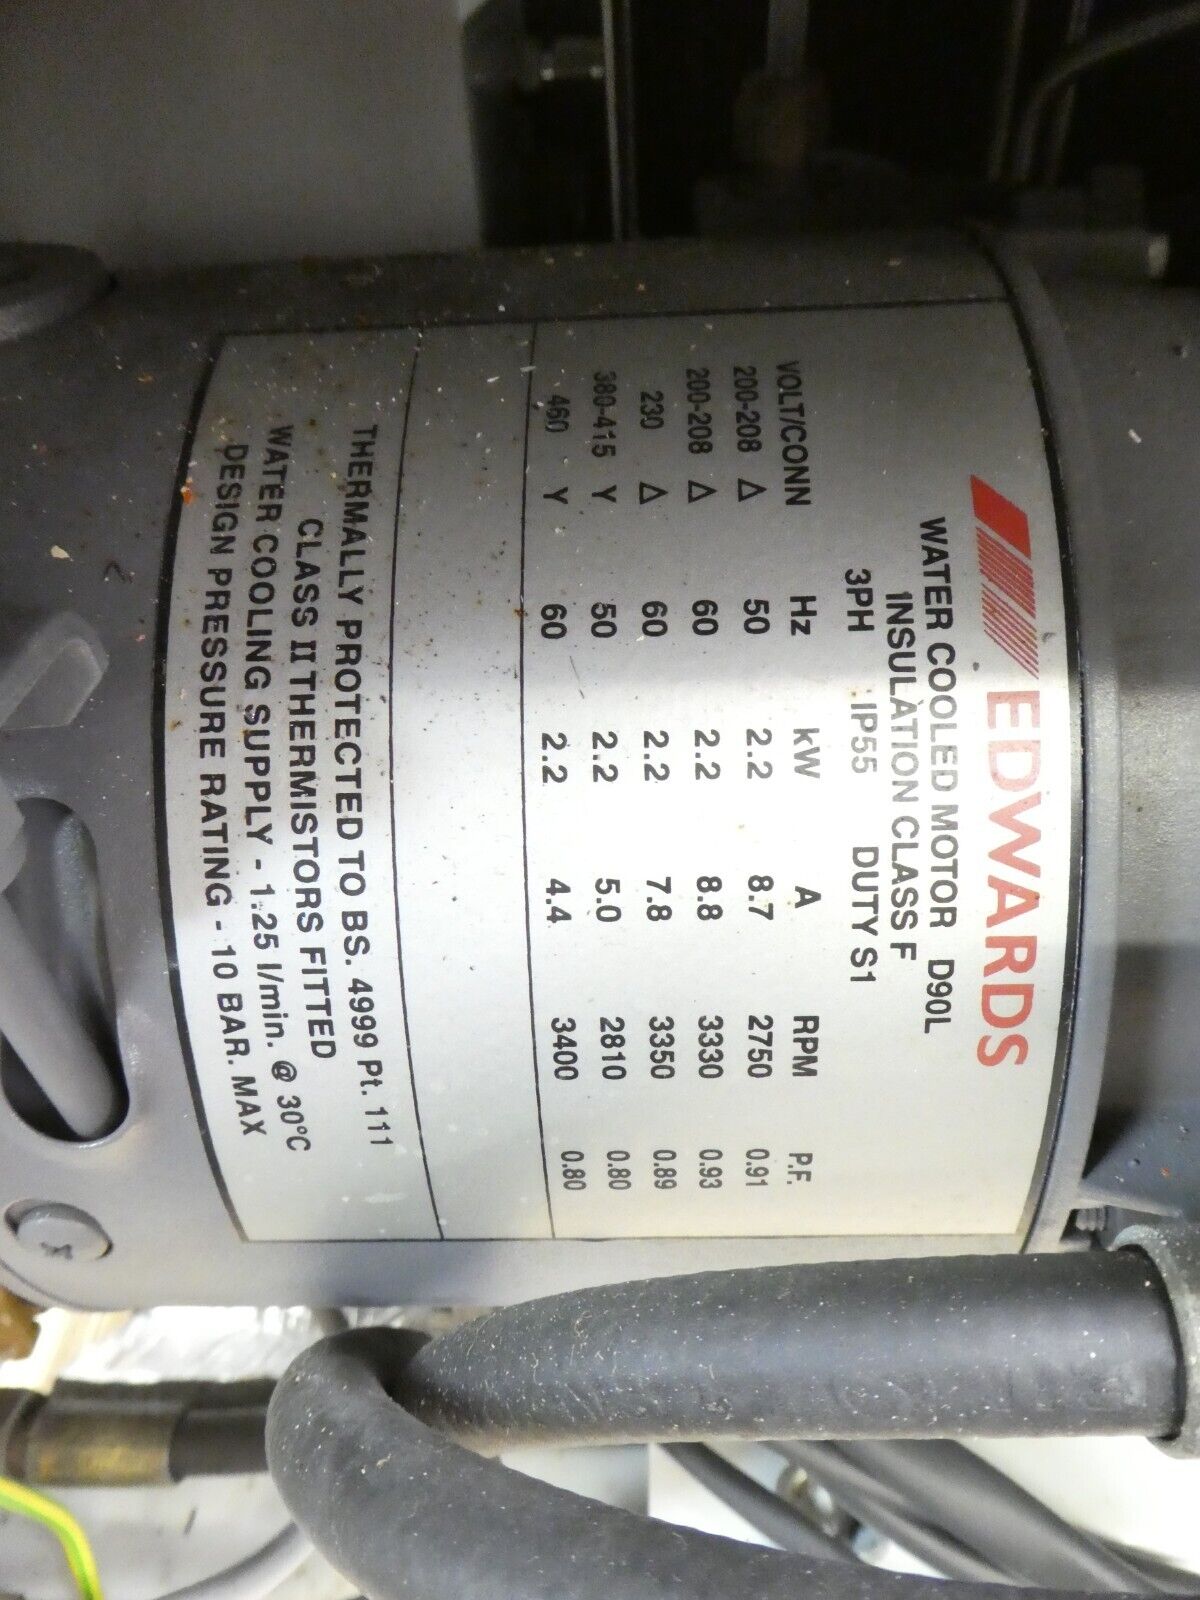 EDWARDS
WATER COOLED MOTOR D90L
INSULATION CLASS F
3PH IP55 DUTY S1
VOLT/CONN Hz kW A RPM P.F.
200-208 Δ 50 2.2 8.7 2750 0.91
200-208 Δ 60 2.2 8.8 3330 0.93
230 Δ 60 2.2 7.8 3350 0.89
380-415 Y 50 2.2 5.0 2810 0.80
460 Y 60 2.2 4.4 3400 0.80
THERMALLY PROTECTED TO BS. 4999 Pt. 111
CLASS II THERMISTORS FITTED
WATER COOLING SUPPLY - 1.25 l/min. @ 30°C
DESIGN PRESSURE RATING - 10 BAR. MAX